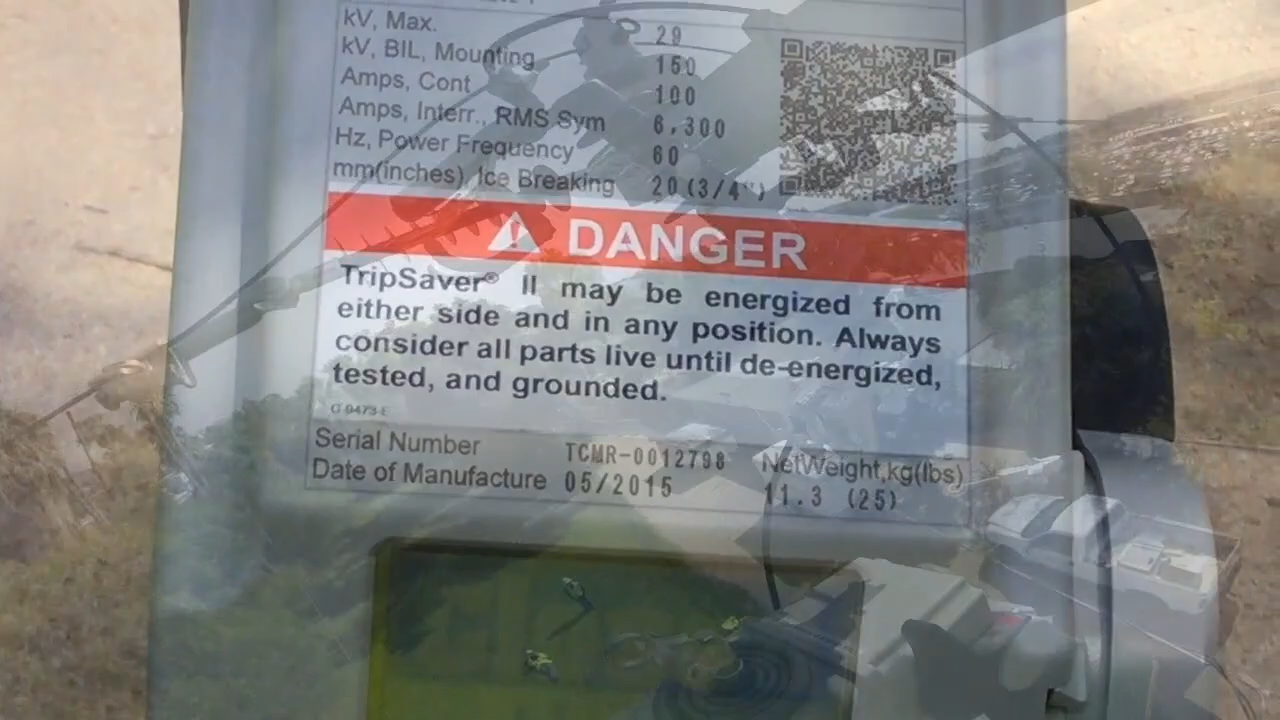 kV, Max. 29
kV, BIL, Mounting 150
Amps, Cont 100
Amps, Interr., RMS Sym 6,300
Hz, Power Frequency 60
mm(inches), Ice Breaking 20(3/4")
DANGER
TripSaver® II may be energized from
either side and in any position. Always
consider all parts live until de-energized,
tested, and grounded.
Serial Number TCMR-0012798 NetWeight,kg(lbs)
Date of Manufacture 05/2015 11.3 (25)